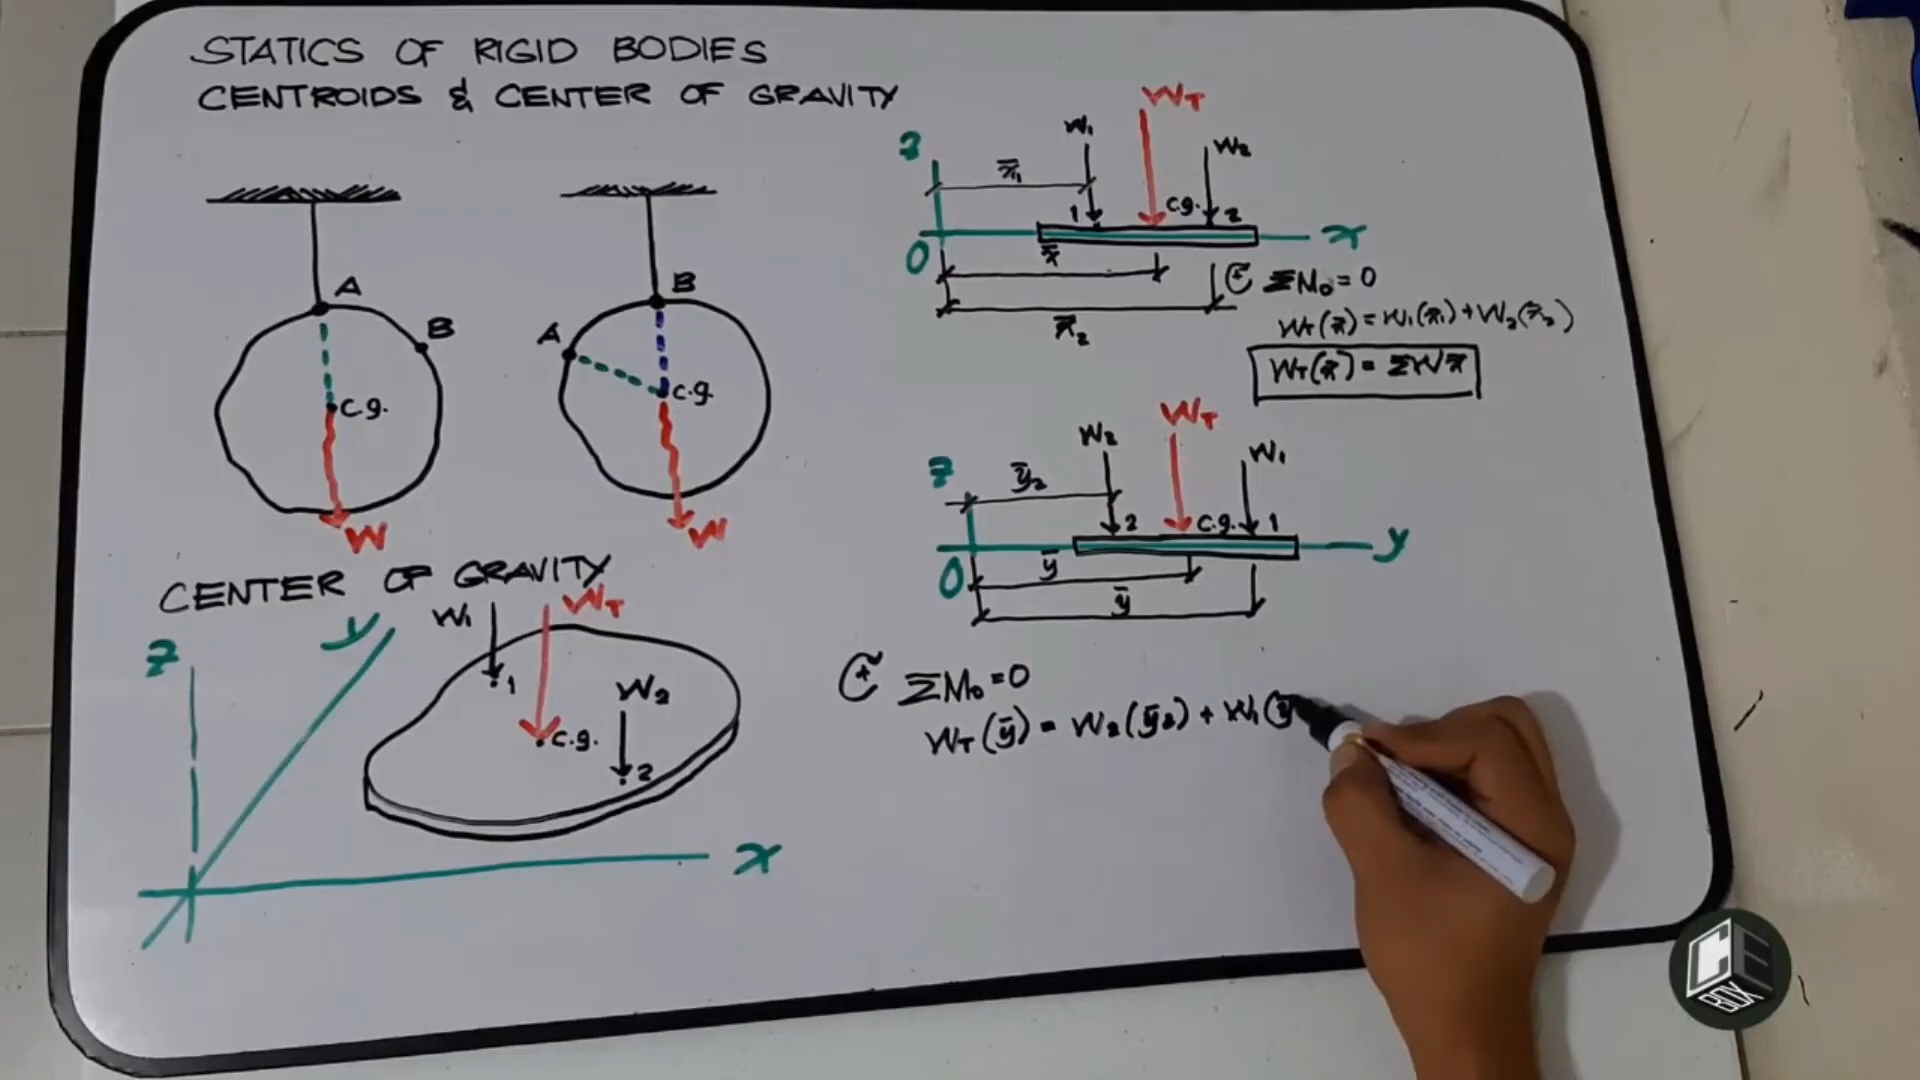 STATICS OF RIGID BODIES
CENTROIDS & CENTER OF GRAVITY
A
B
c.g.
W
B
A
c.g.
W
CENTER OF GRAVITY
z
y
x
W₁
W_T
W₂
1
c.g.
2
z
W₁
W_T
W₂
x̄₁
1
c.g.
2
x
0
x̄
x̄₂
ΣM₀=0
W_T(x̄)=W₁(x̄₁)+W₂(x̄₂)
W_T(x̄) = ΣWx̄
W₂
W_T
W₁
z
ȳ₂
2
c.g.
1
y
0
ȳ
ȳ
+ ΣM₀=0
W_T(ȳ) = W₂(ȳ₂) + W₁(ȳ
CE
BOX